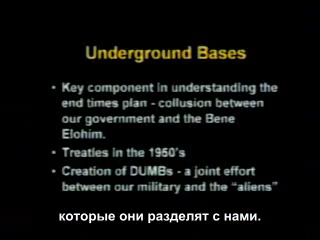 Underground Bases
• Key component in understanding the
end times plan - collusion between
our government and the Bene
Elohim.
• Treaties in the 1950's
• Creation of DUMBs - a joint effort
between our military and the "aliens"
которые они разделят с нами.